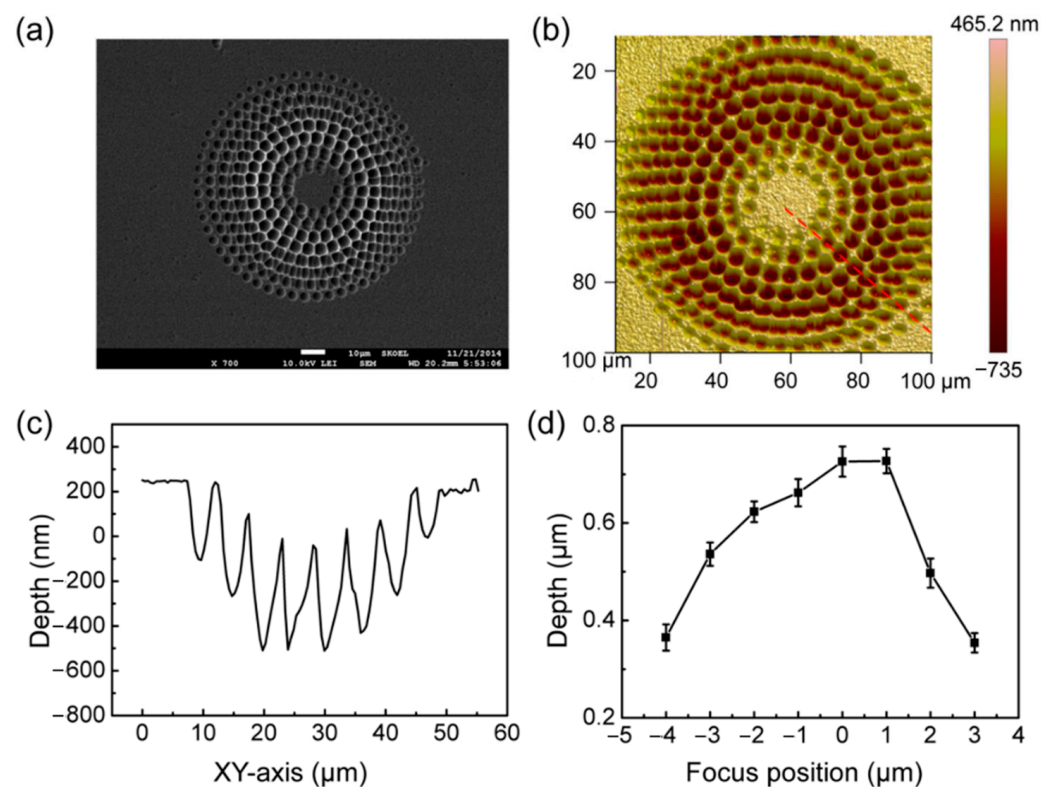 (a)
X 700 10.0kV LEI 10μm SKOEL SEM 11/21/2014 WD 20.2mm 5:53:06
(b)
465.2 nm
−735
20
40
60
80
100 μm
20 40 60 80 100 μm
(c)
400
200
0
−200
−400
−600
−800
Depth (nm)
0 10 20 30 40 50 60
XY-axis (μm)
(d)
0.8
0.6
0.4
0.2
Depth (μm)
−5 −4 −3 −2 −1 0 1 2 3 4
Focus position (μm)